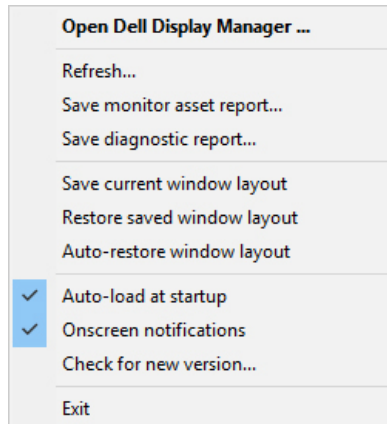 Open Dell Display Manager ...
Refresh...
Save monitor asset report...
Save diagnostic report...
Save current window layout
Restore saved window layout
Auto-restore window layout
Auto-load at startup
Onscreen notifications
Check for new version...
Exit